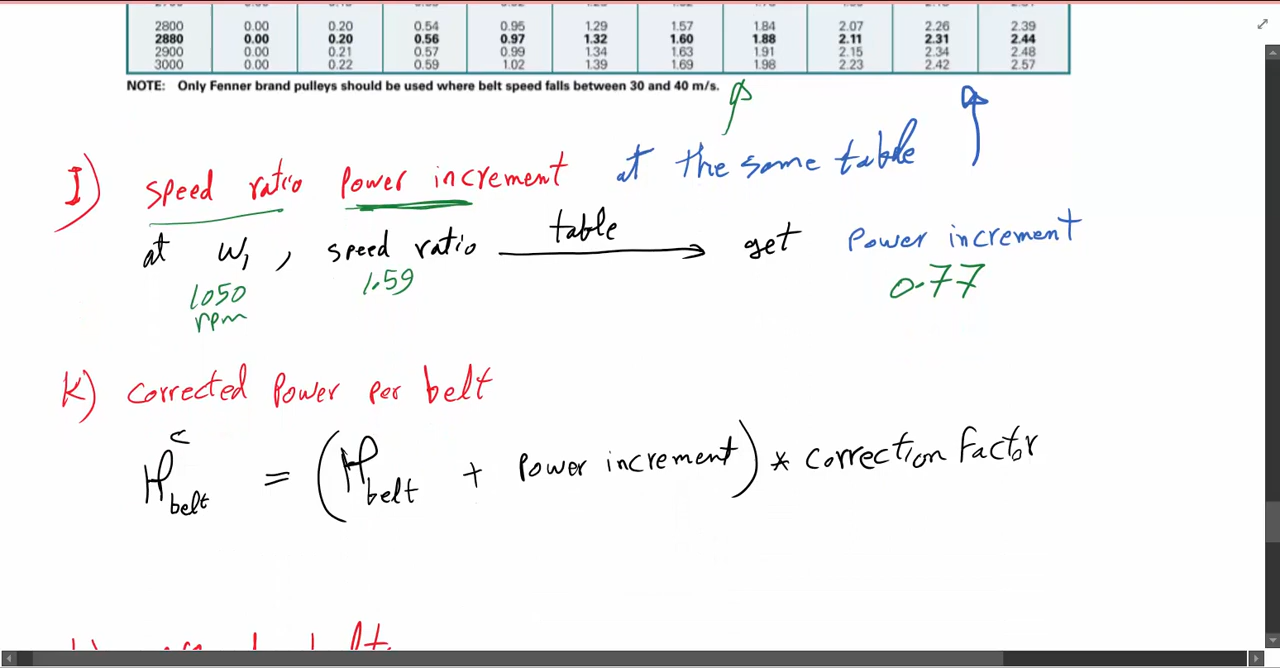 2800 0.00 0.20 0.54 0.95 1.29 1.57 1.84 2.07 2.26 2.39
2880 0.00 0.20 0.56 0.97 1.32 1.60 1.88 2.11 2.31 2.44
2900 0.00 0.21 0.57 0.99 1.34 1.63 1.91 2.15 2.34 2.48
3000 0.00 0.22 0.59 1.02 1.39 1.69 1.98 2.23 2.42 2.57
NOTE: Only Fenner brand pulleys should be used where belt speed falls between 30 and 40 m/s.
J) speed ratio power increment at the same table
at ω₁, speed ratio table get power increment
1050 rpm 1.59 0.77
K) corrected power per belt
H^c_belt = (H_belt + power increment) * correction factor